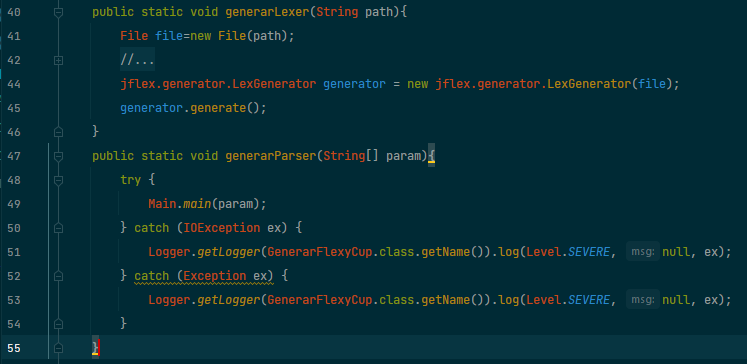 40 public static void generarLexer(String path){
41 File file=new File(path);
42 //...
44 jflex.generator.LexGenerator generator = new jflex.generator.LexGenerator(file);
45 generator.generate();
46 }
47 public static void generarParser(String[] param){
48 try {
49 Main.main(param);
50 } catch (IOException ex) {
51 Logger.getLogger(GenerarFlexyCup.class.getName()).log(Level.SEVERE, msg: null, ex);
52 } catch (Exception ex) {
53 Logger.getLogger(GenerarFlexyCup.class.getName()).log(Level.SEVERE, msg: null, ex);
54 }
55 }